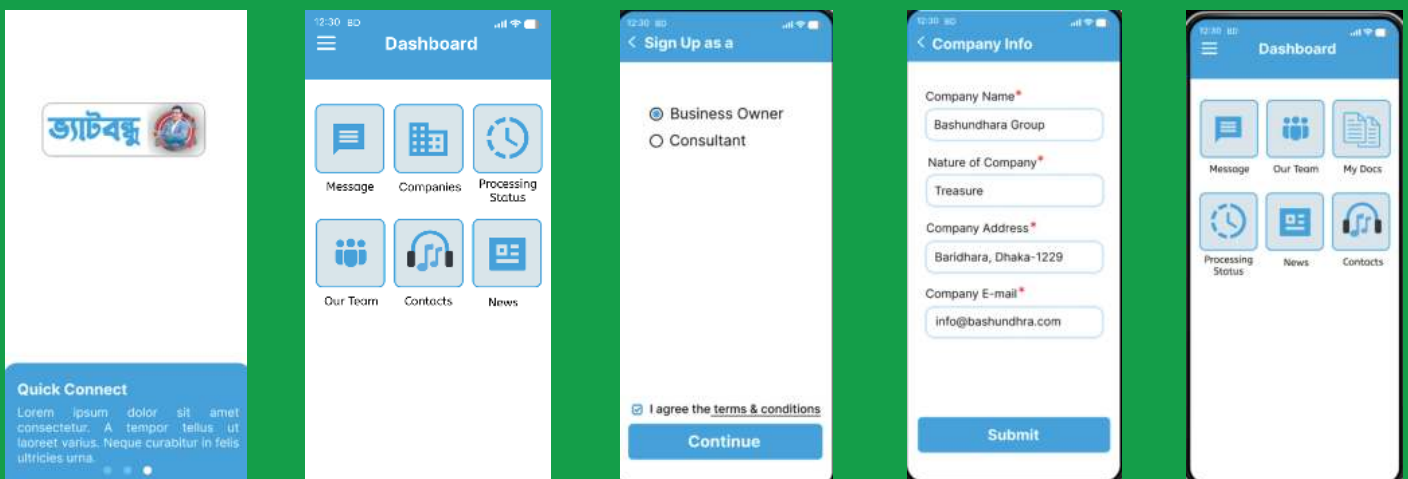 ভ্যাটবন্ধু
Quick Connect
Lorem ipsum dolor sit amet
consectetur. A tempor tellus ut
laoreet varius. Neque curabitur in felis
ultricies urna.
12:30 BD
Dashboard
Message
Companies
Processing
Status
Our Team
Contacts
News
12:30 BD
Sign Up as a
Business Owner
Consultant
I agree the terms & conditions
Continue
12:30 BD
Company Info
Company Name*
Bashundhara Group
Nature of Company*
Treasure
Company Address*
Baridhara, Dhaka-1229
Company E-mail*
info@bashundhra.com
Submit
12:30 BD
Dashboard
Message
Our Team
My Docs
Processing
Status
News
Contacts